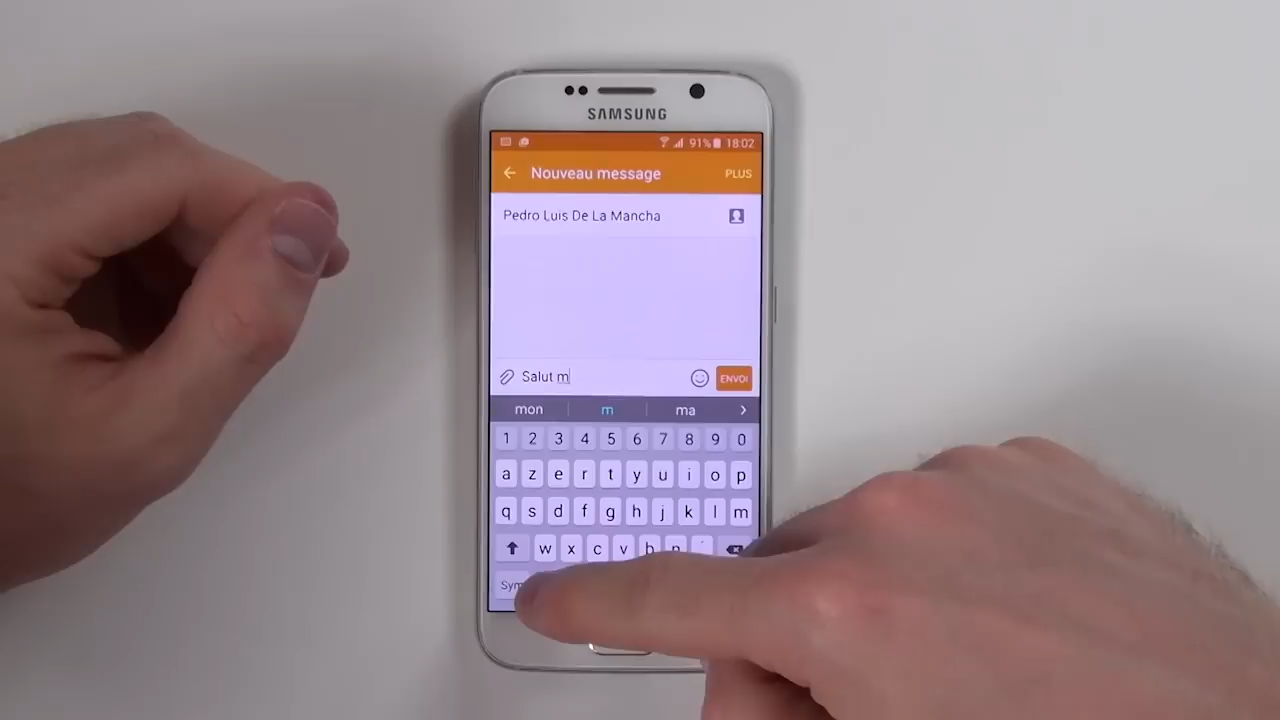 SAMSUNG
91% 18:02
Nouveau message PLUS
Pedro Luis De La Mancha
Salut m ENVOI
mon m ma >
1 2 3 4 5 6 7 8 9 0
a z e r t y u i o p
q s d f g h j k l m
w x c v b n
Sym